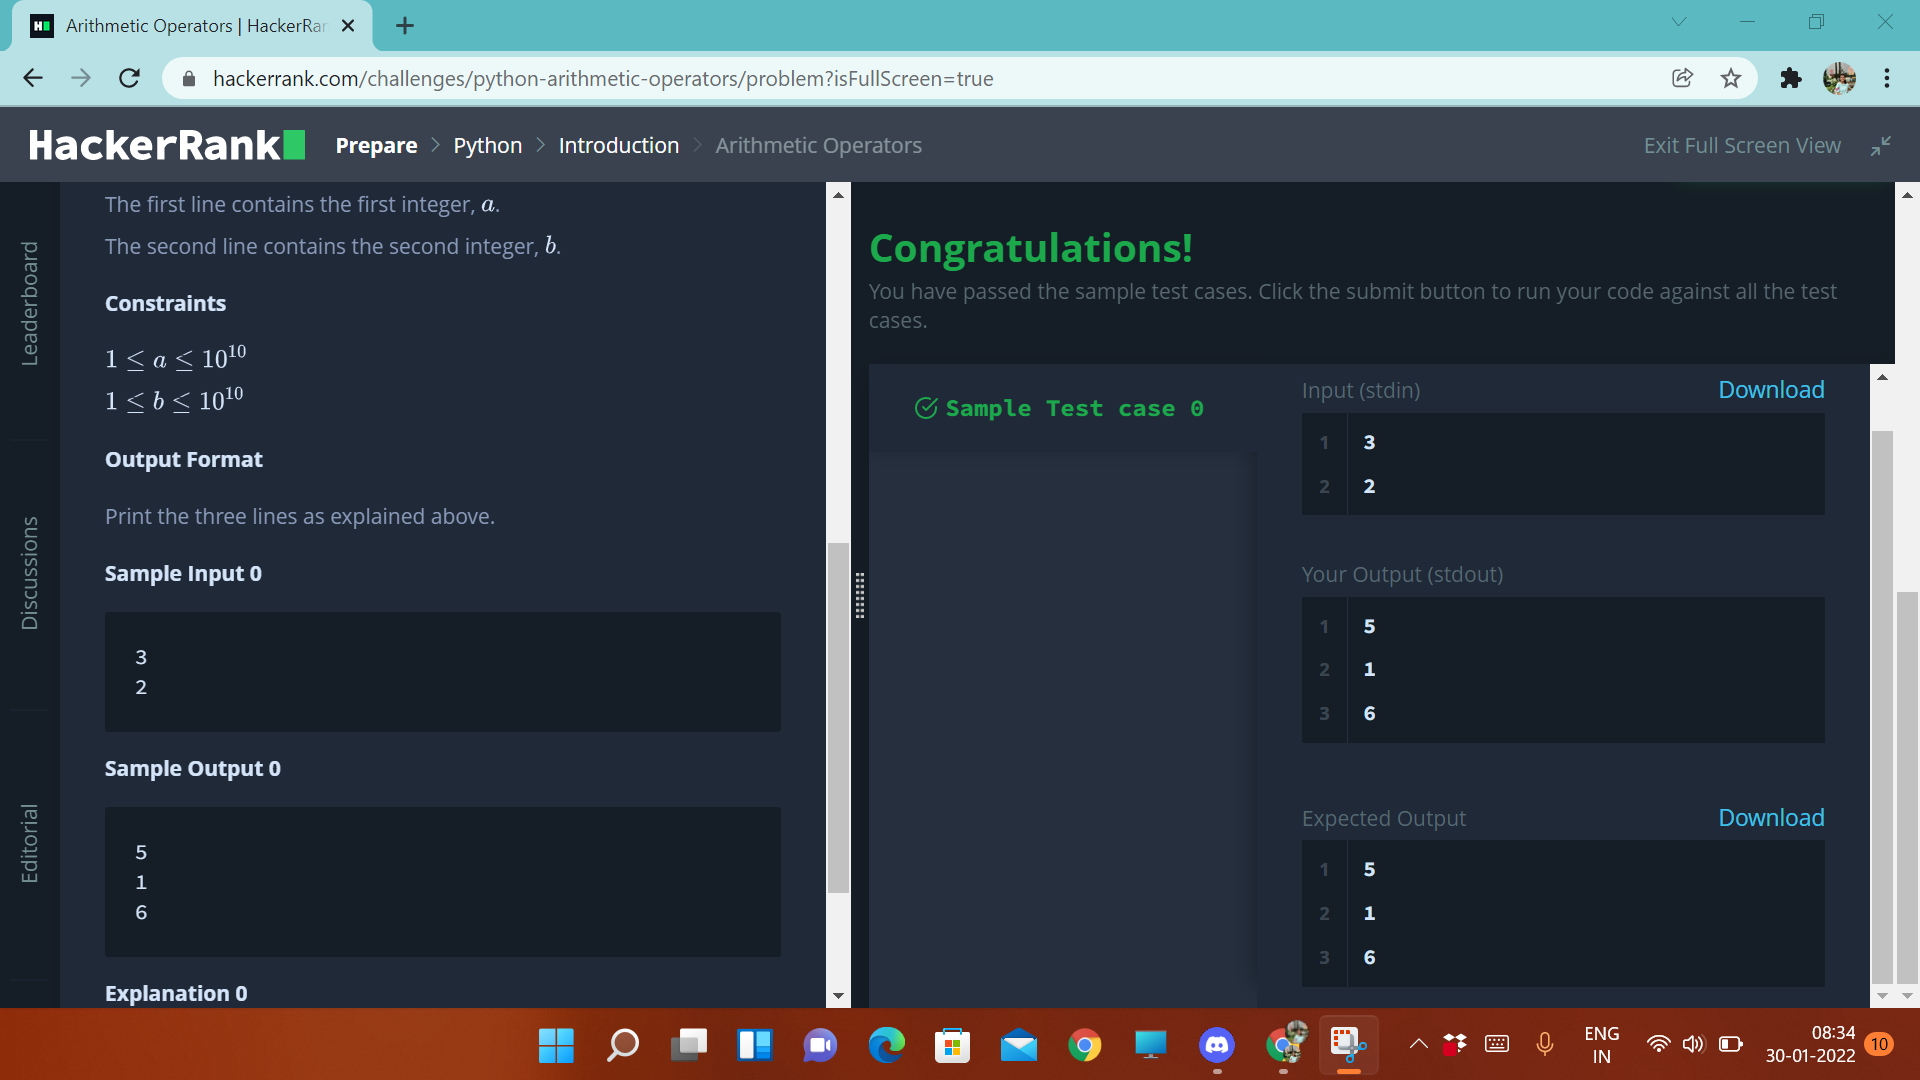 Arithmetic Operators | HackerRan
hackerrank.com/challenges/python-arithmetic-operators/problem?isFullScreen=true
HackerRank
Prepare > Python > Introduction > Arithmetic Operators
Exit Full Screen View
Leaderboard
Discussions
Editorial
The first line contains the first integer, a.
The second line contains the second integer, b.
Constraints
1 ≤ a ≤ 10^10
1 ≤ b ≤ 10^10
Output Format
Print the three lines as explained above.
Sample Input 0
3
2
Sample Output 0
5
1
6
Explanation 0
Congratulations!
You have passed the sample test cases. Click the submit button to run your code against all the test
cases.
Sample Test case 0
Input (stdin)
Download
1 3
2 2
Your Output (stdout)
1 5
2 1
3 6
Expected Output
Download
1 5
2 1
3 6
ENG
IN
08:34
30-01-2022
10